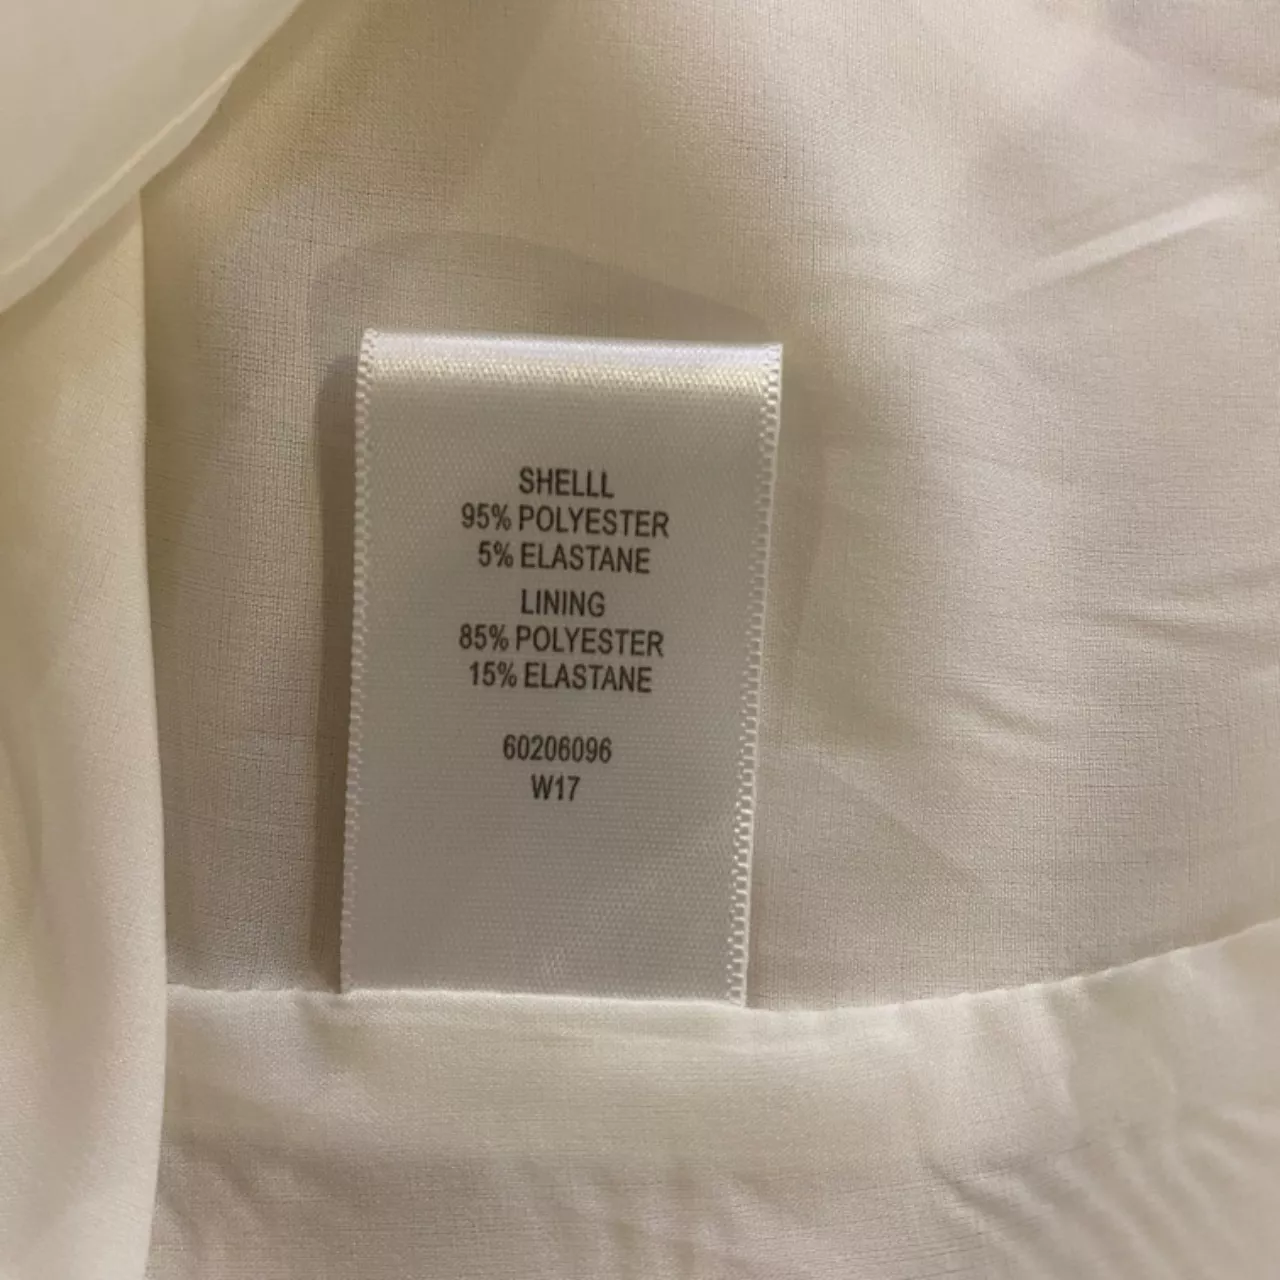 SHELLL
95% POLYESTER
5% ELASTANE
LINING
85% POLYESTER
15% ELASTANE
60206096
W17